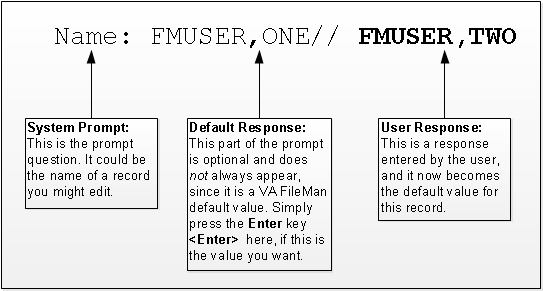 Name: FMUSER,ONE// FMUSER,TWO
System Prompt:
This is the prompt
question. It could be
the name of a record
you might edit.
Default Response:
This part of the prompt
is optional and does
not always appear,
since it is a VA FileMan
default value. Simply
press the Enter key
<Enter> here, if this is
the value you want.
User Response:
This is a response
entered by the user,
and it now becomes
the default value for
this record.